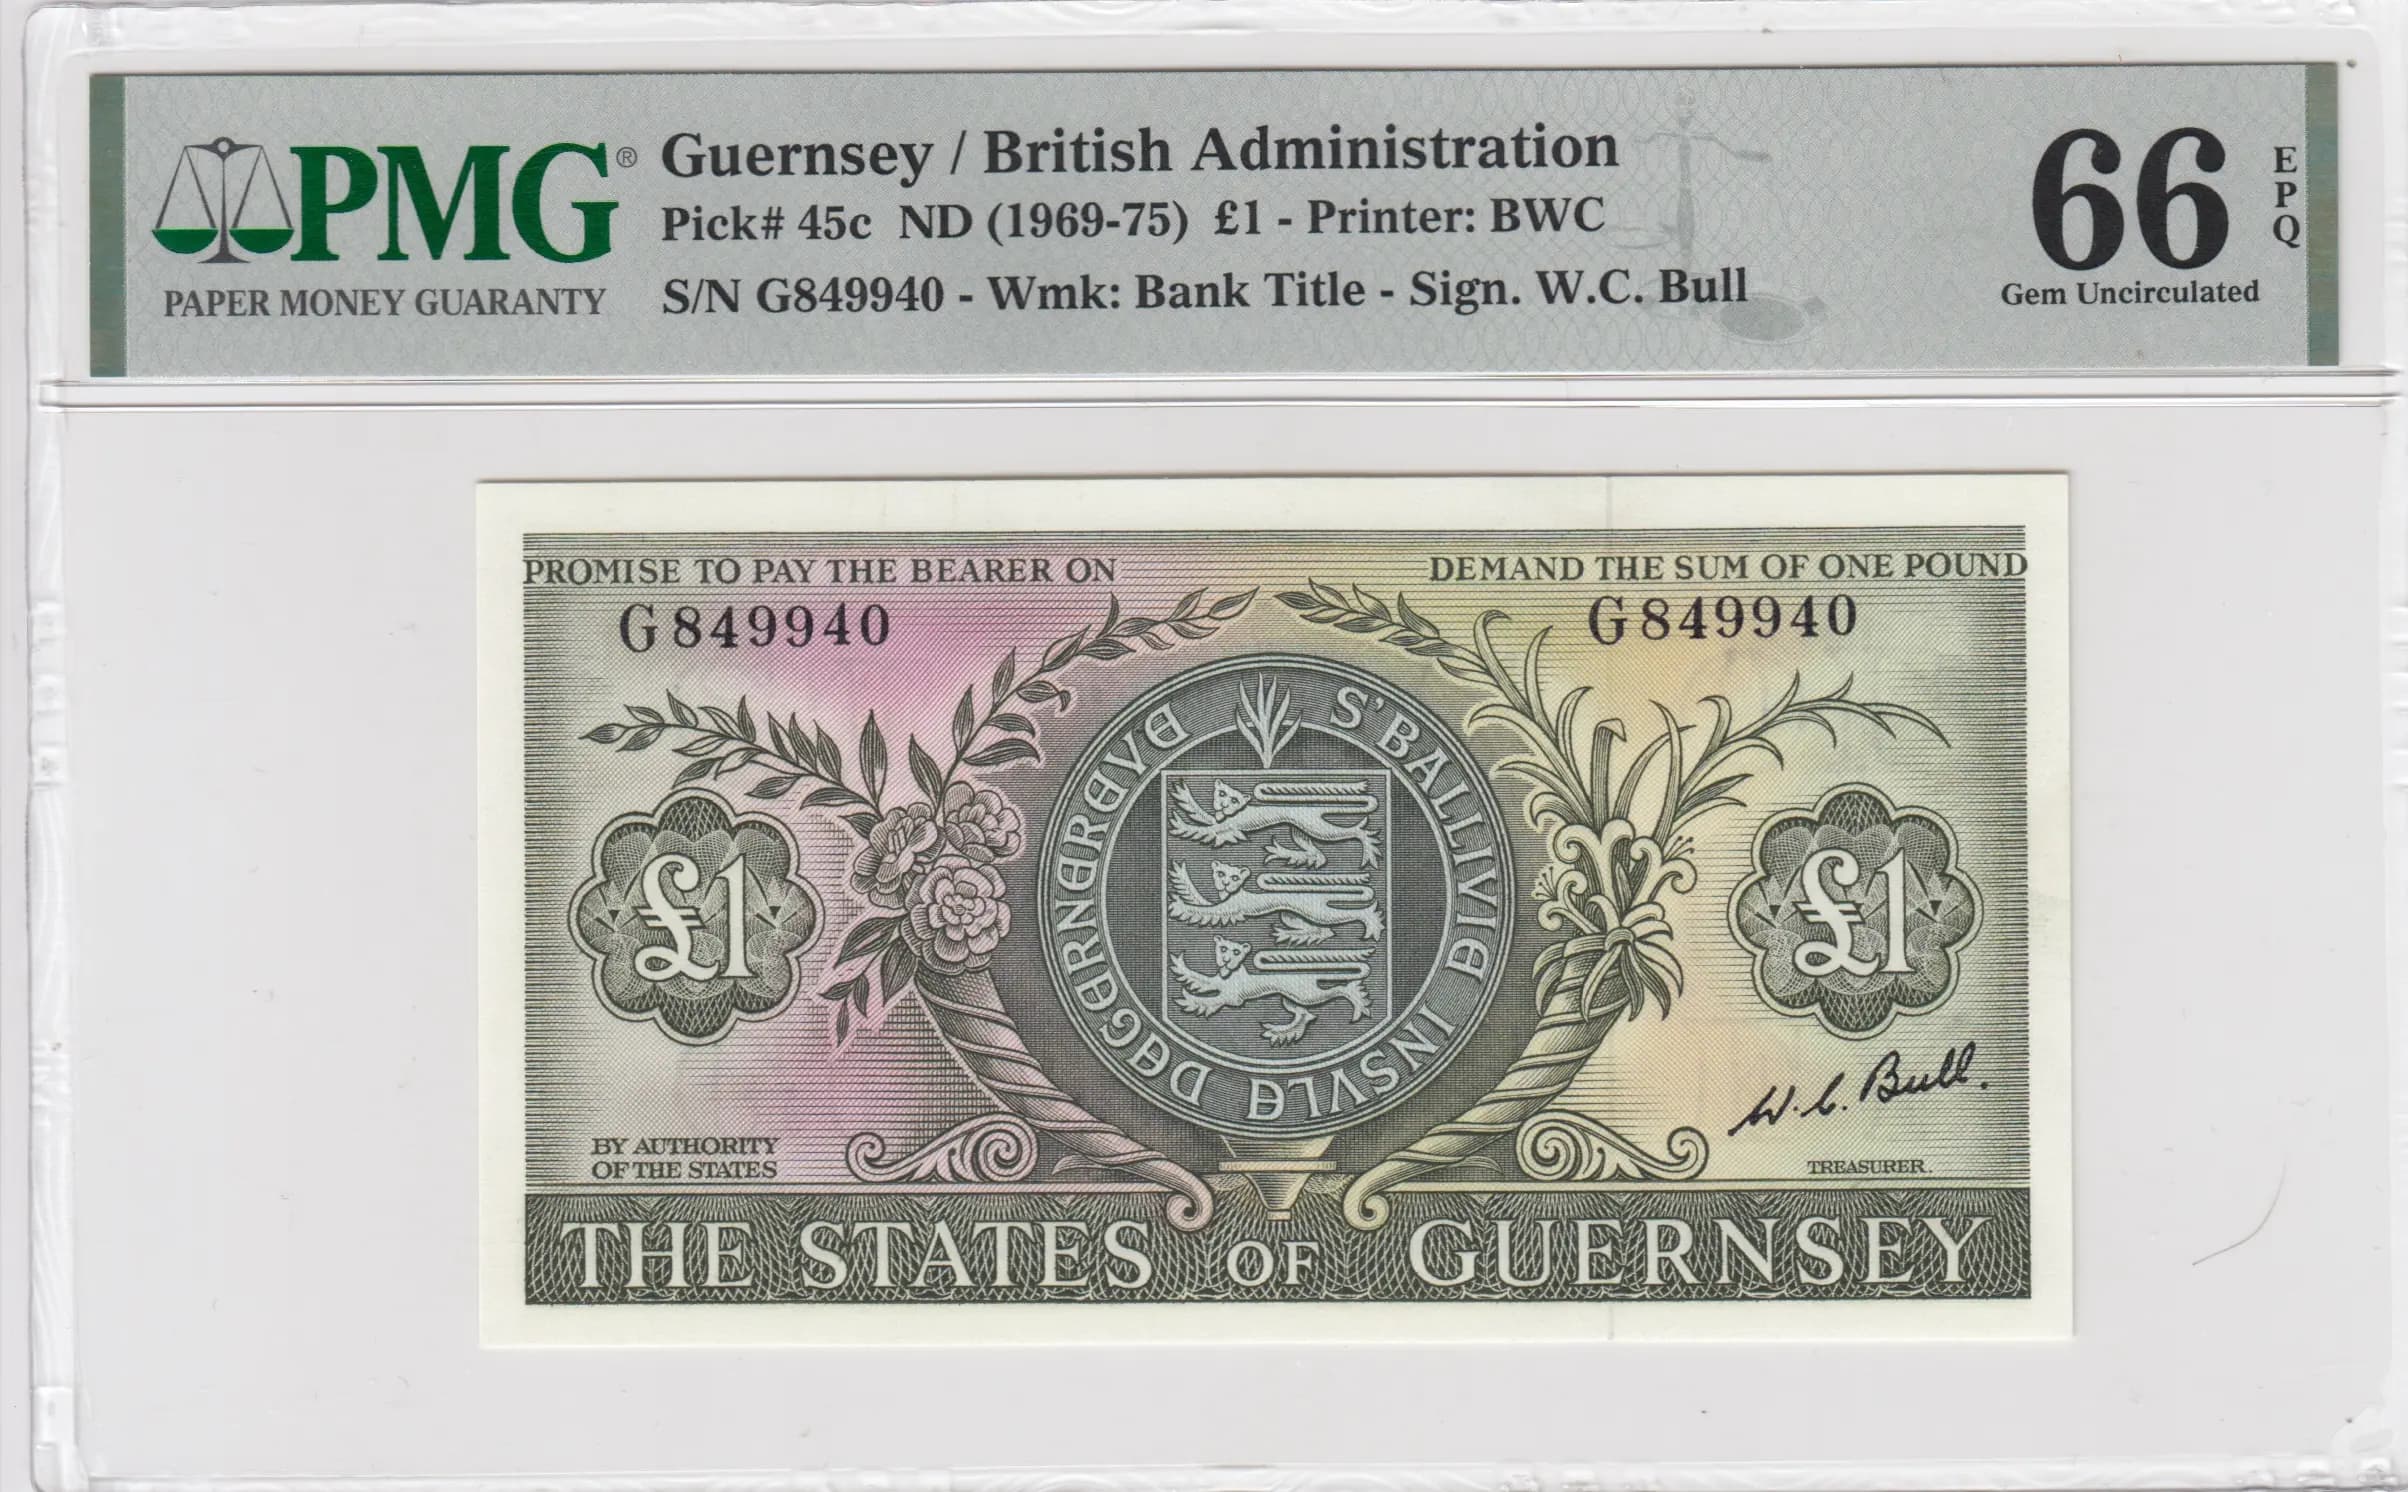 PMG®
PAPER MONEY GUARANTY
Guernsey / British Administration
Pick# 45c ND (1969-75) £1 - Printer: BWC
S/N G849940 - Wmk: Bank Title - Sign. W.C. Bull
66
EPQ
Gem Uncirculated
PROMISE TO PAY THE BEARER ON DEMAND THE SUM OF ONE POUND
G849940 G849940
S'BALLIVIE INSVLE DEGERNEREYE
£1 £1
W. C. Bull.
BY AUTHORITY
OF THE STATES
TREASURER.
THE STATES OF GUERNSEY